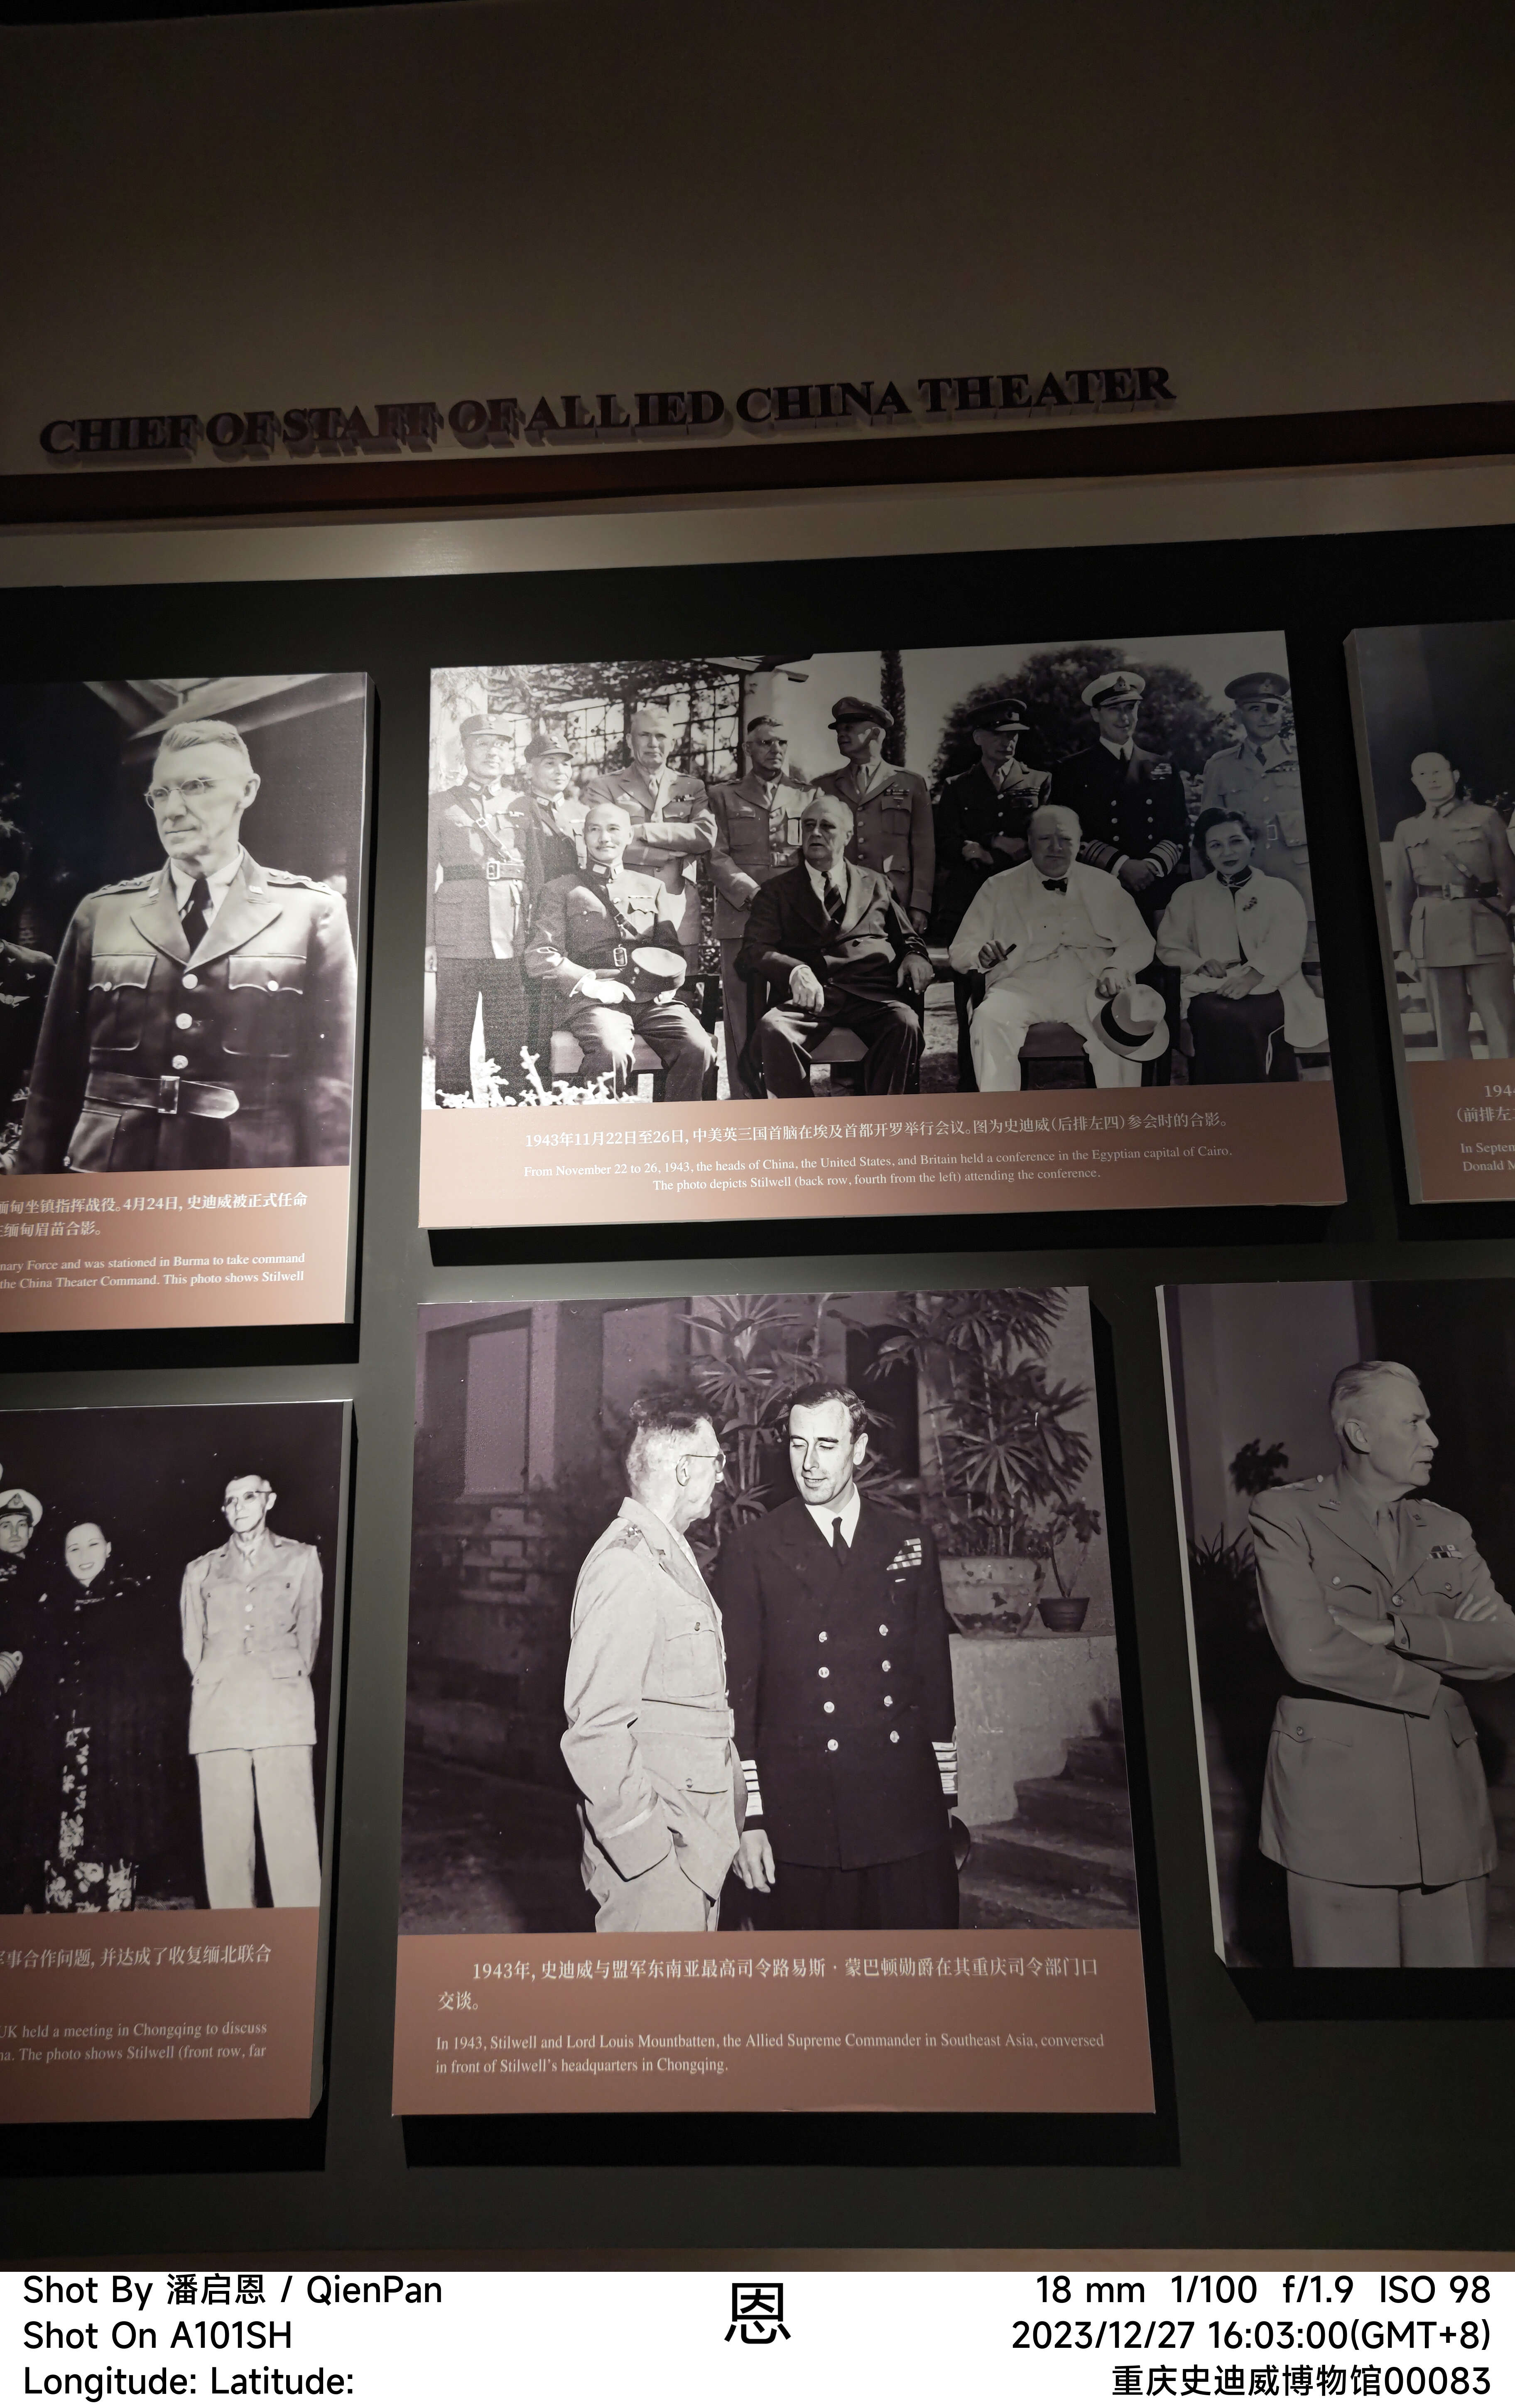 CHIEF OF STAFF OF ALLIED CHINA THEATER
缅甸坐镇指挥战役。4月24日，史迪威被正式任命
在缅甸眉苗合影。
nary Force and was stationed in Burma to take command
the China Theater Command. This photo shows Stilwell
1943年11月22日至26日，中美英三国首脑在埃及首都开罗举行会议。图为史迪威（后排左四）参会时的合影。
From November 22 to 26, 1943, the heads of China, the United States, and Britain held a conference in the Egyptian capital of Cairo.
The photo depicts Stilwell (back row, fourth from the left) attending the conference.
194
（前排左
In Septen
Donald M
军事合作问题，并达成了收复缅北联合
UK held a meeting in Chongqing to discuss
na. The photo shows Stilwell (front row, far
1943年，史迪威与盟军东南亚最高司令路易斯·蒙巴顿勋爵在其重庆司令部门口
交谈。
In 1943, Stilwell and Lord Louis Mountbatten, the Allied Supreme Commander in Southeast Asia, conversed
in front of Stilwell's headquarters in Chongqing.
Shot By 潘启恩 / QienPan
Shot On A101SH
Longitude: Latitude:
恩
18 mm 1/100 f/1.9 ISO 98
2023/12/27 16:03:00(GMT+8)
重庆史迪威博物馆00083